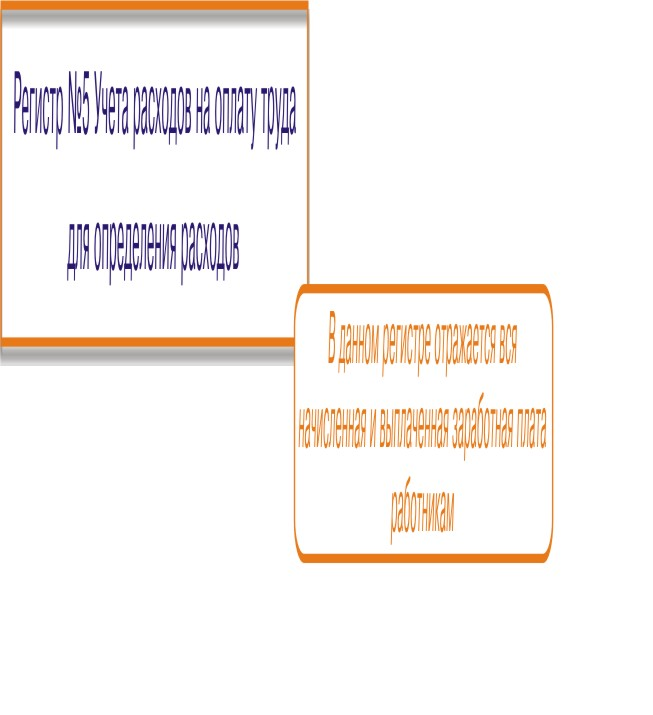 Регистр №5 Учета расходов на оплату труда
для определения расходов
В данном регистре отражается вся
начисленная и выплаченная заработная плата
работникам